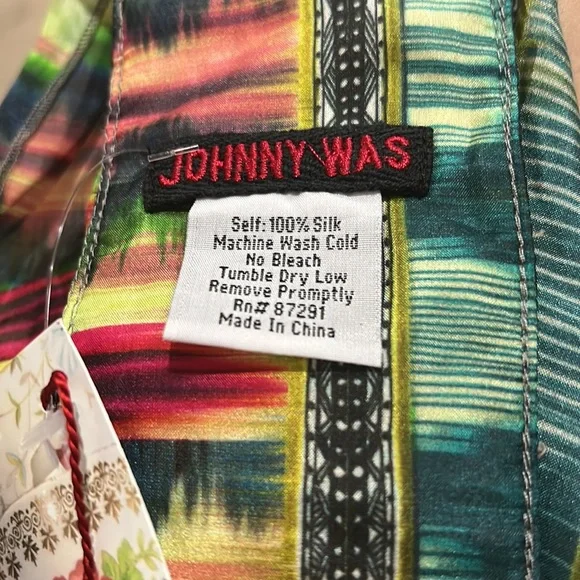 JOHNNY WAS
Self: 100% Silk
Machine Wash Cold
No Bleach
Tumble Dry Low
Remove Promptly
Rn# 87291
Made In China